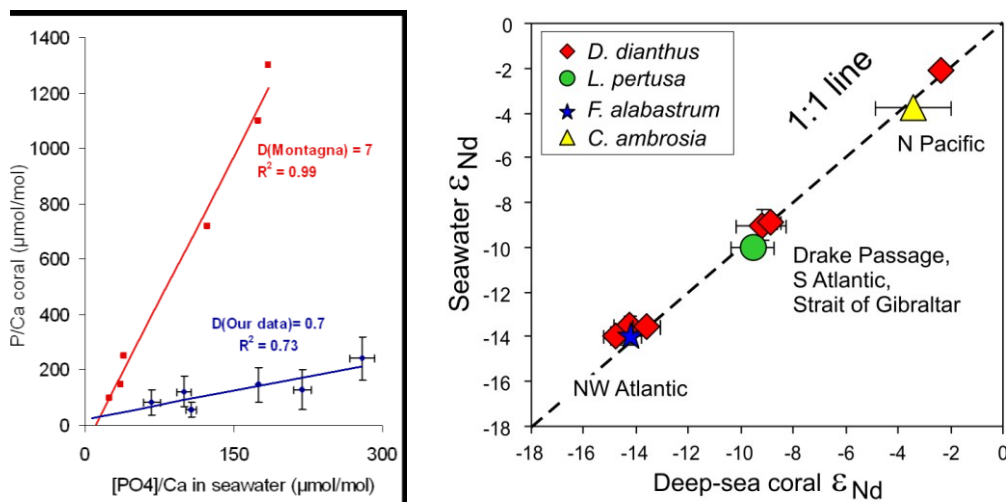 P/Ca coral (µmol/mol)
1400
1200
1000
800
600
400
200
0
D(Montagna) = 7
R² = 0.99
D(Our data)= 0.7
R² = 0.73
0
150
300
[PO4]/Ca in seawater (µmol/mol)
Seawater εNd
0
-2
-4
-6
-8
-10
-12
-14
-16
-18
D. dianthus
L. pertusa
F. alabastrum
C. ambrosia
1:1 line
N Pacific
Drake Passage,
S Atlantic,
Strait of Gibraltar
NW Atlantic
-18
-16
-14
-12
-10
-8
-6
-4
-2
0
Deep-sea coral εNd